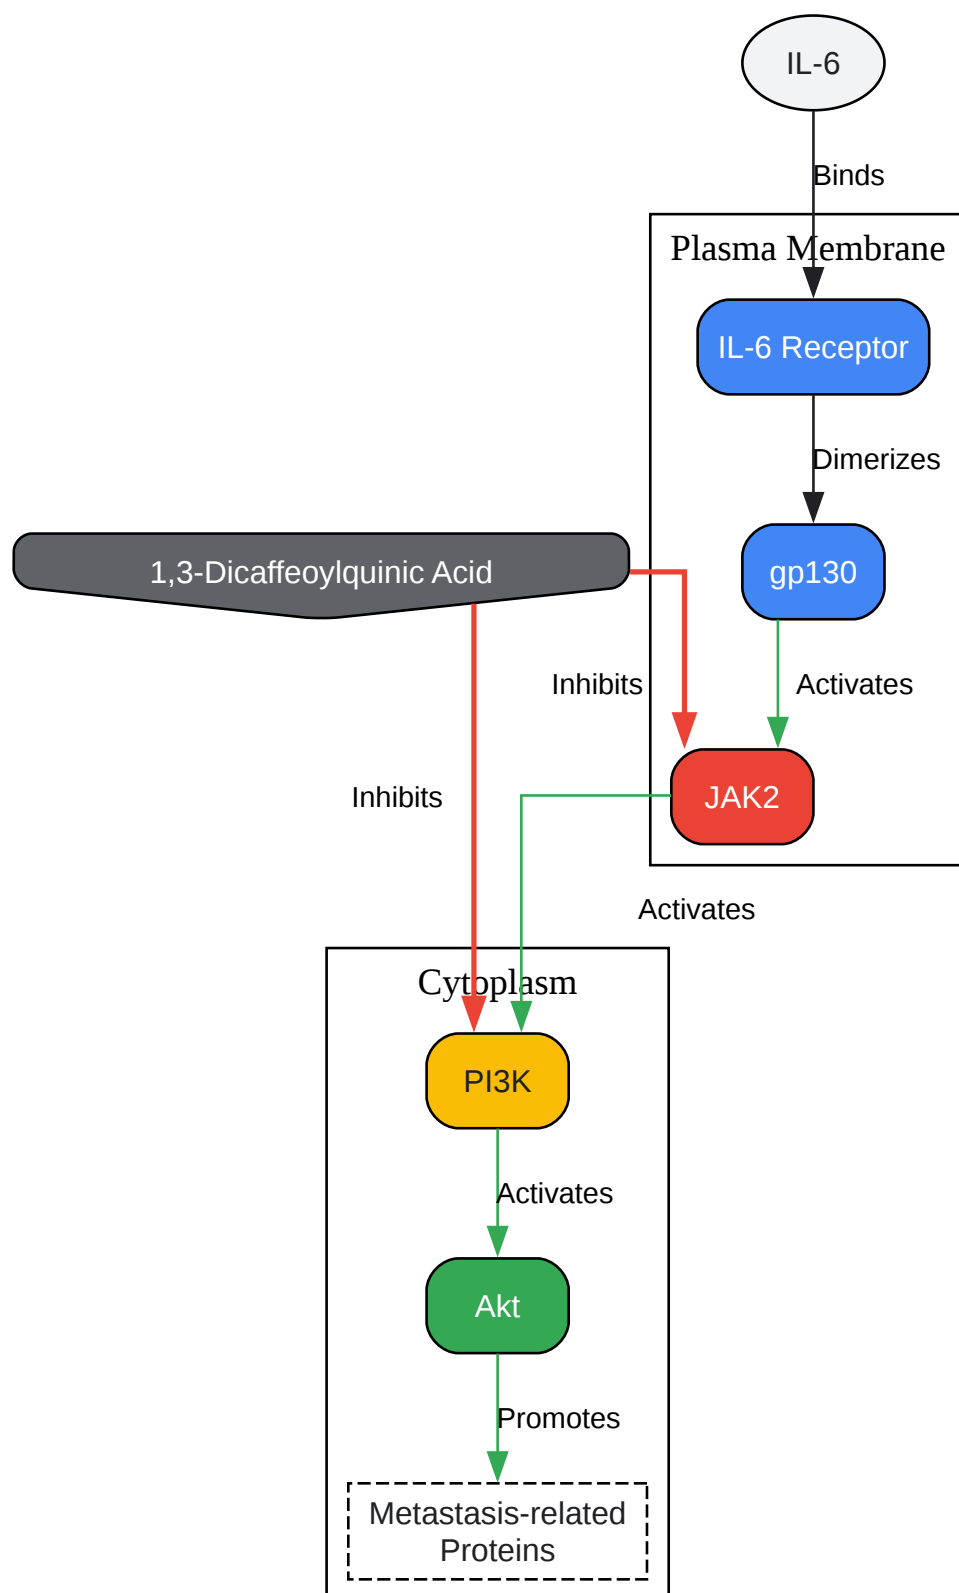 IL-6
Binds
Plasma Membrane
IL-6 Receptor
Dimerizes
1,3-Dicaffeoylquinic Acid
gp130
Inhibits
Activates
Inhibits
JAK2
Activates
Cytoplasm
PI3K
Activates
Akt
Promotes
Metastasis-related
Proteins